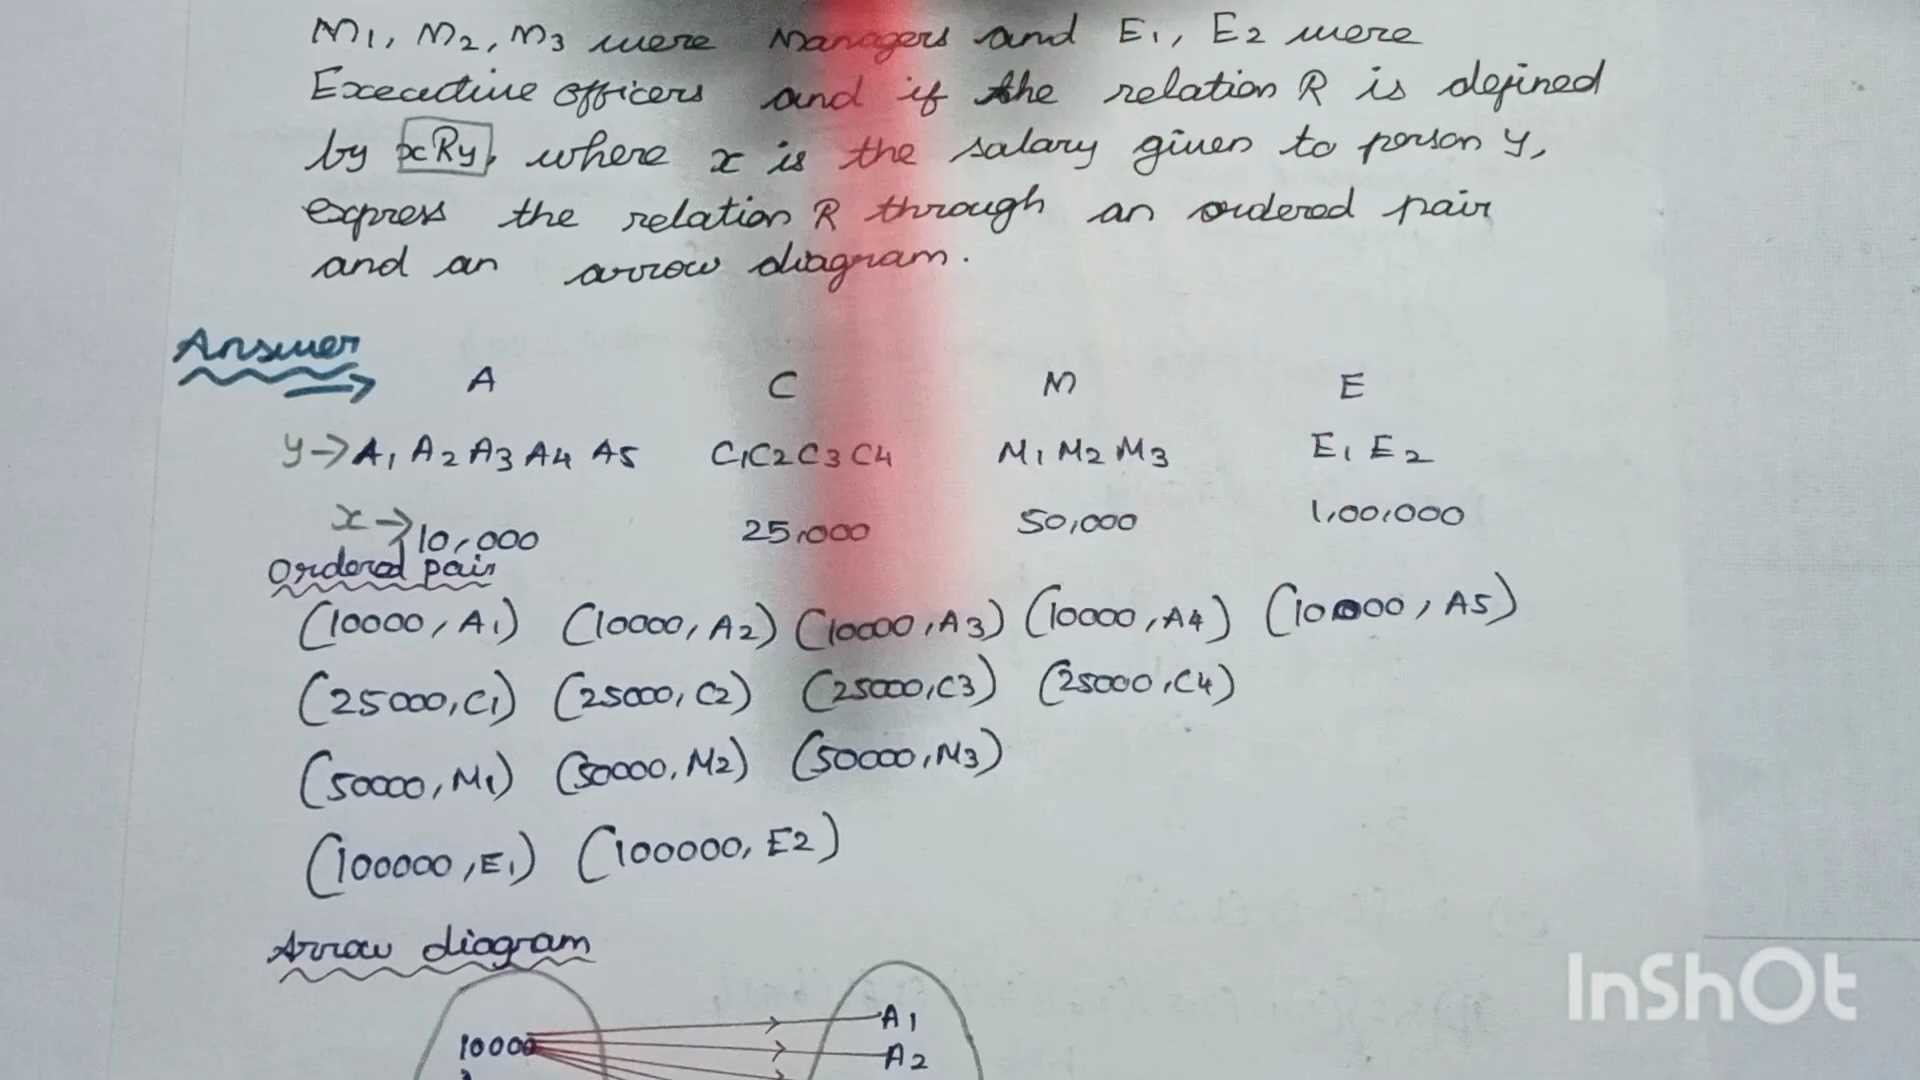 M1, M2, M3 were Managers and E1, E2 were
Executive officers and if the relation R is defined
by xRy, where x is the salary given to person y,
express the relation R through an ordered pair
and an arrow diagram.
Answer
A C M E
y→A1 A2 A3 A4 A5 C1C2C3C4 M1 M2 M3 E1 E2
x→10,000 25,000 50,000 1,00,000
Ordered pair
(10000, A1) (10000, A2) (10000, A3) (10000, A4) (10000, A5)
(25000, C1) (25000, C2) (25000, C3) (25000, C4)
(50000, M1) (50000, M2) (50000, M3)
(100000, E1) (100000, E2)
Arrow diagram
10000 A1
A2
InShOt